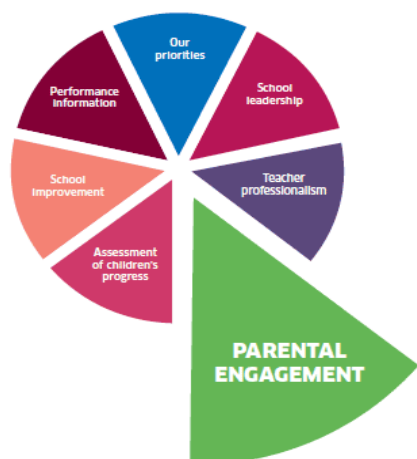 Our
priorities
School
leadership
Teacher
professionalism
PARENTAL
ENGAGEMENT
Assessment
of children's
progress
School
improvement
Performance
information